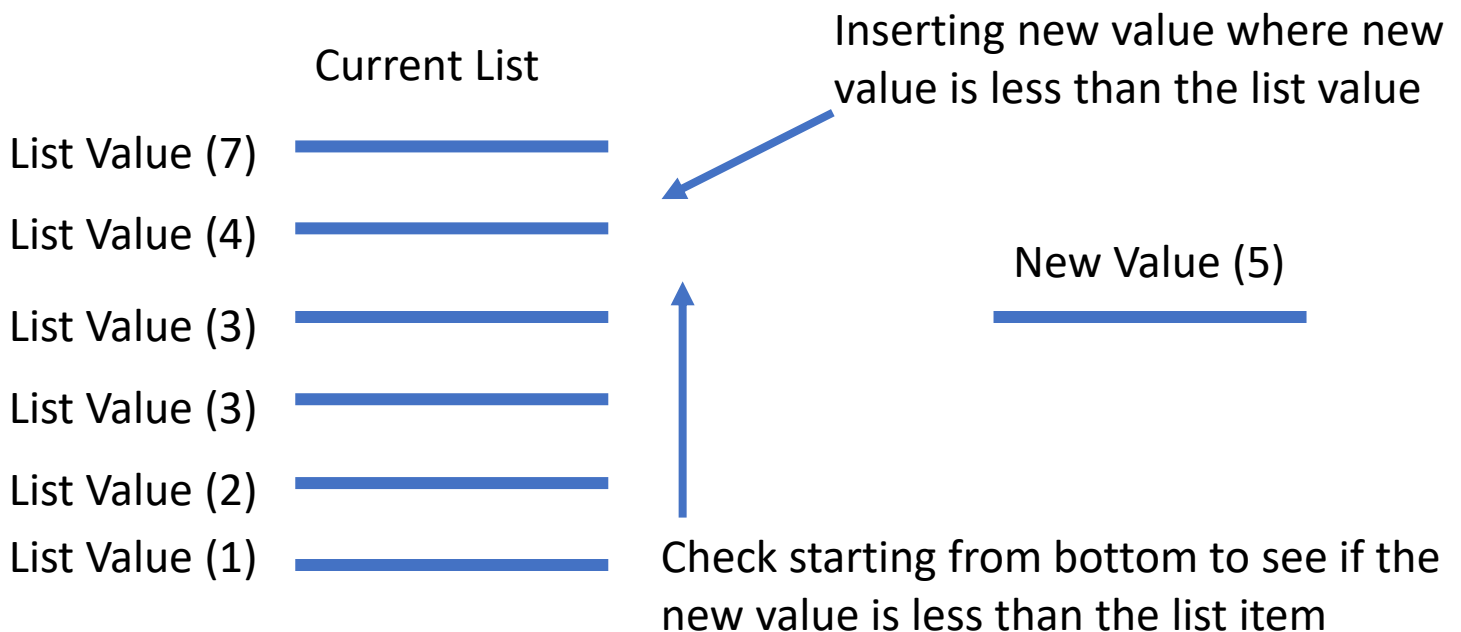 Current List
Inserting new value where new
value is less than the list value
List Value (7)
List Value (4)
New Value (5)
List Value (3)
List Value (3)
List Value (2)
List Value (1)
Check starting from bottom to see if the
new value is less than the list item